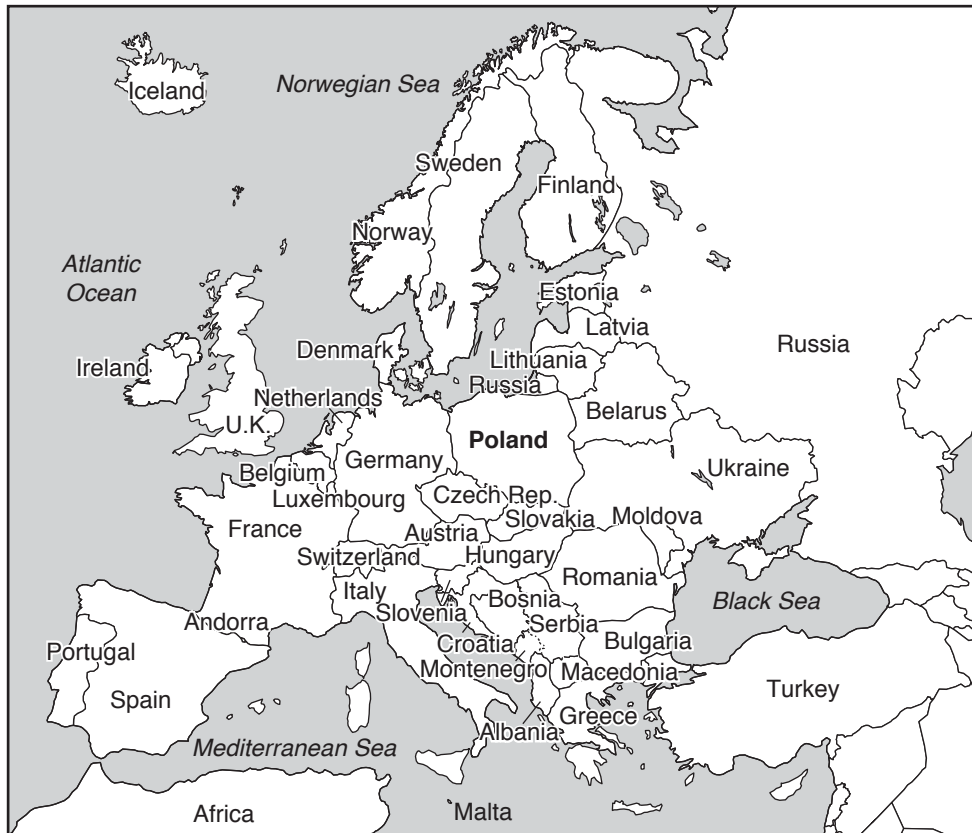 Iceland
Norwegian Sea
Sweden
Finland
Norway
Atlantic
Ocean
Estonia
Latvia
Russia
Denmark
Lithuania
Ireland
Russia
Netherlands
Belarus
U.K.
Poland
Germany
Ukraine
Belgium
Luxembourg
Czech Rep.
Slovakia
Moldova
France
Austria
Switzerland
Hungary
Romania
Italy
Bosnia
Black Sea
Slovenia
Andorra
Serbia
Croatia
Bulgaria
Portugal
Montenegro
Macedonia
Turkey
Spain
Greece
Albania
Mediterranean Sea
Africa
Malta